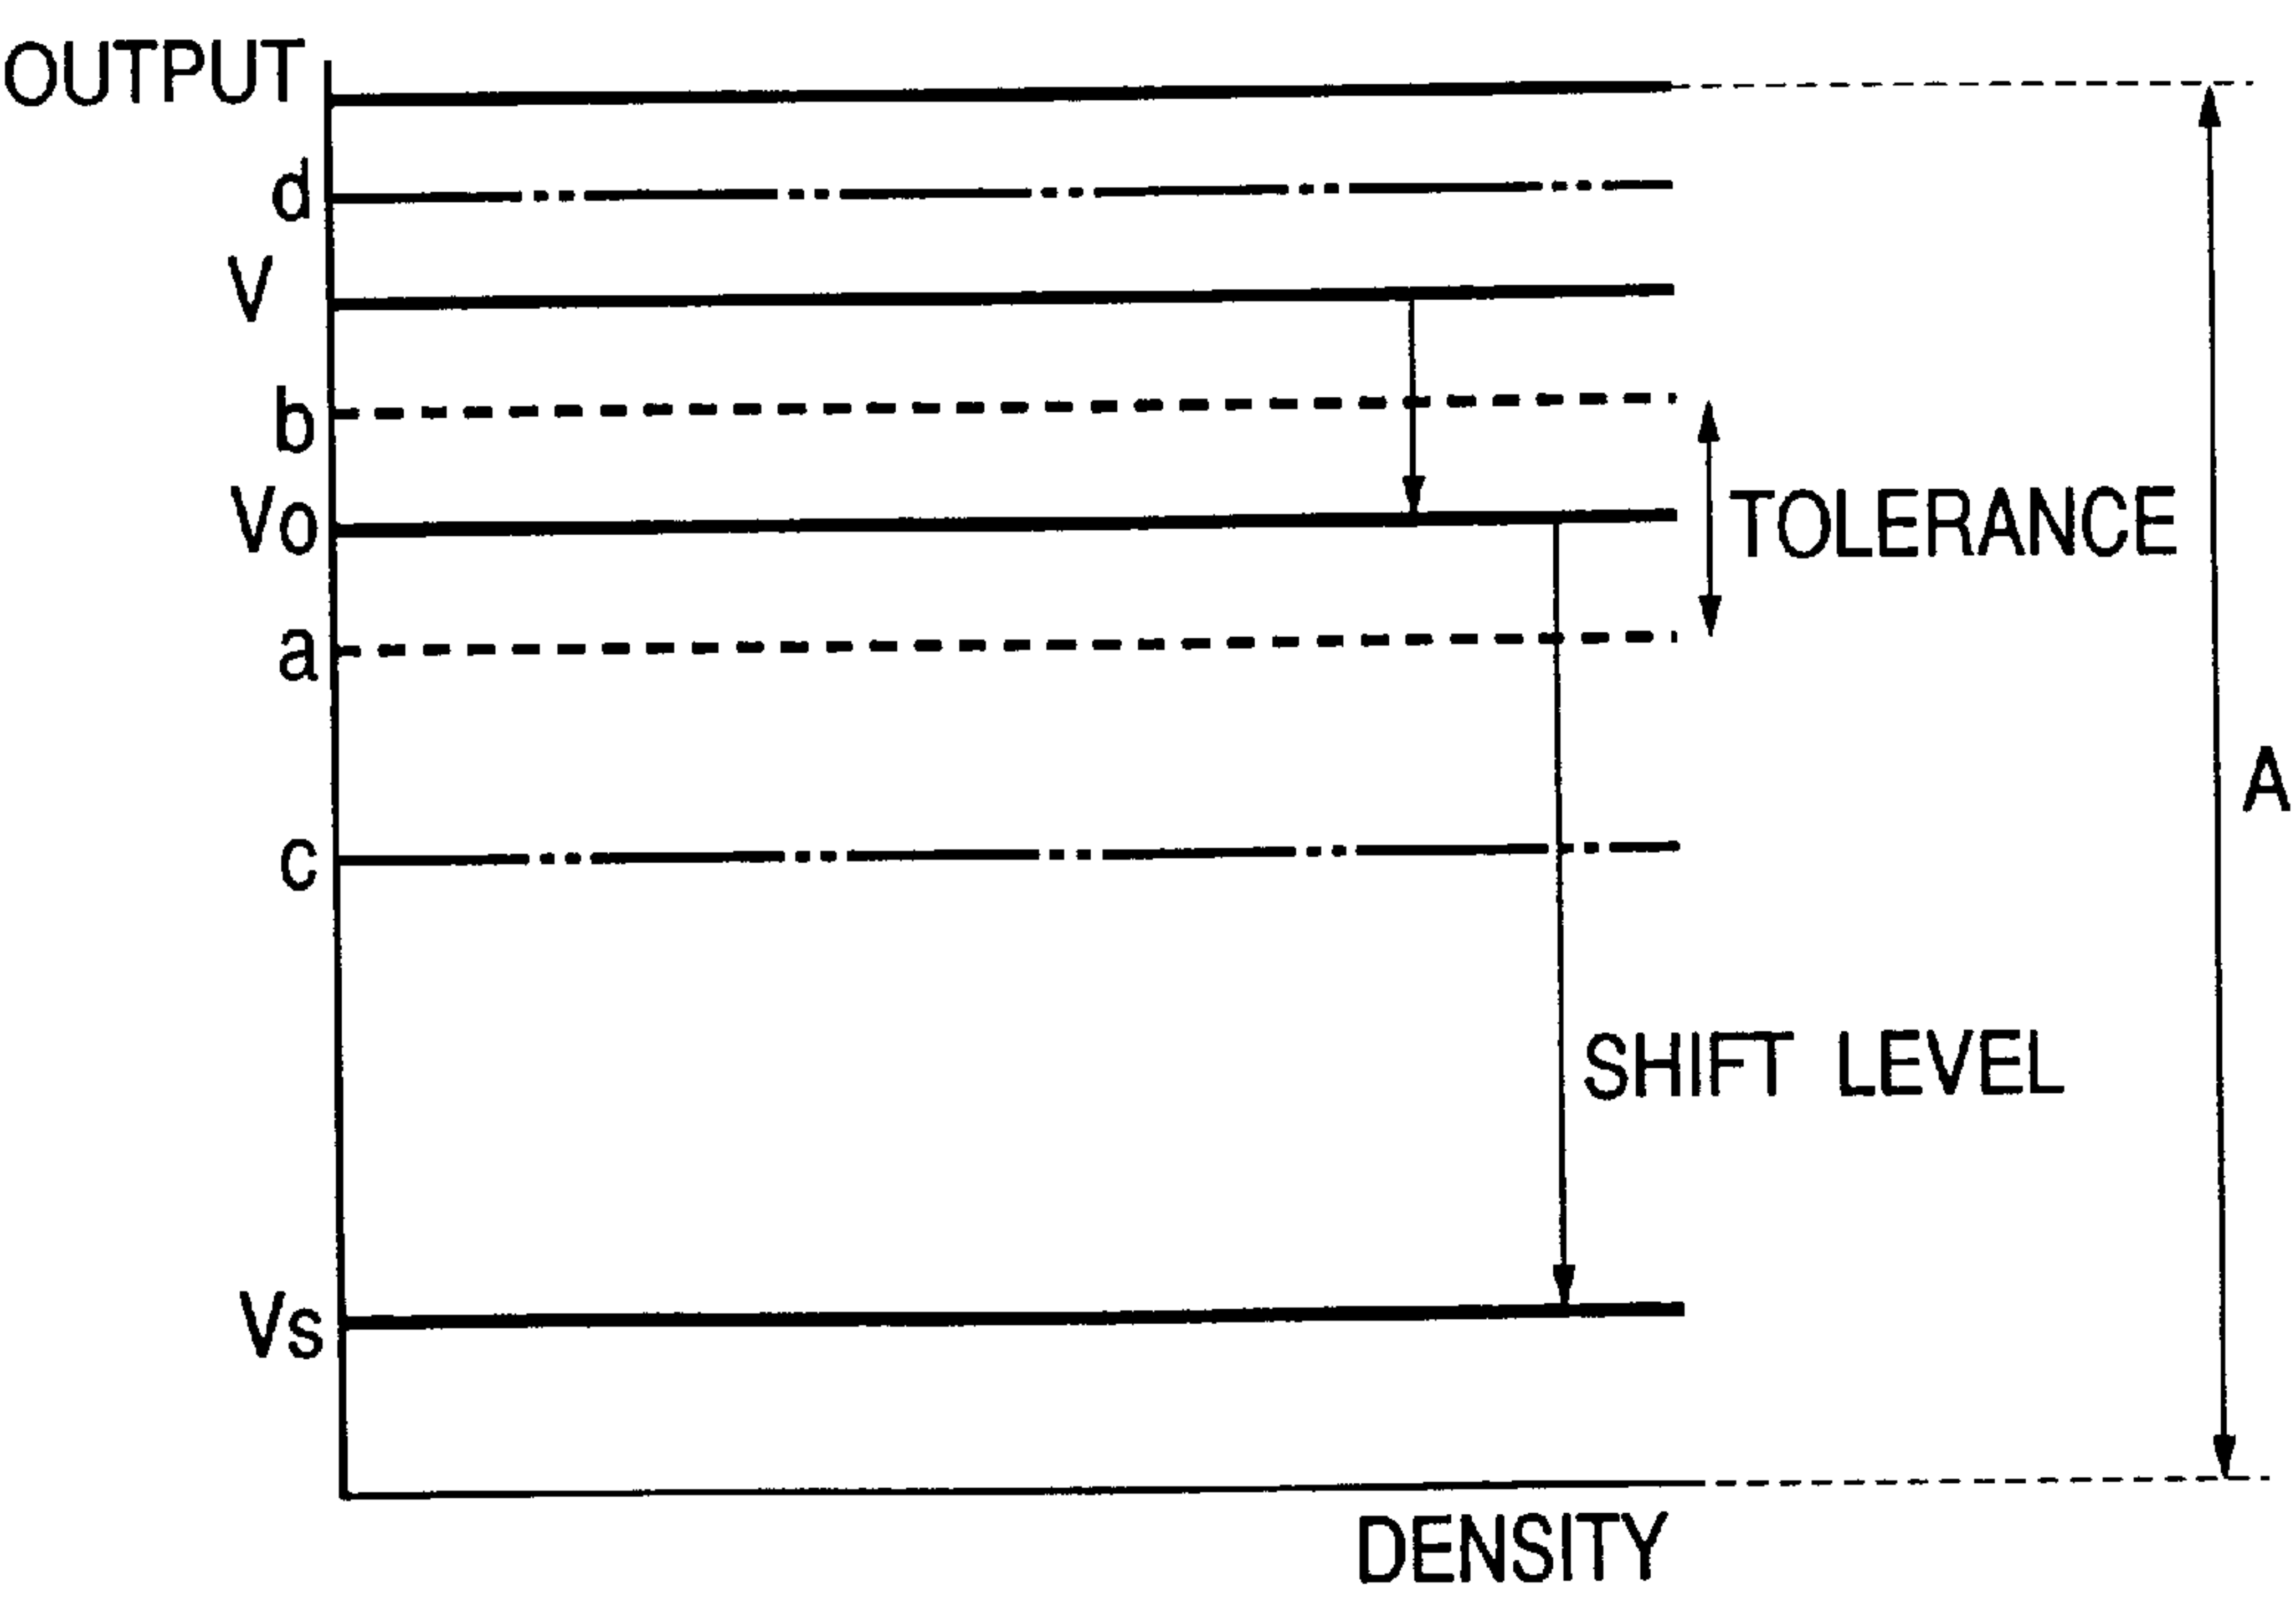 OUTPUT
d
V
b
Vo
TOLERANCE
a
A
c
SHIFT LEVEL
Vs
DENSITY